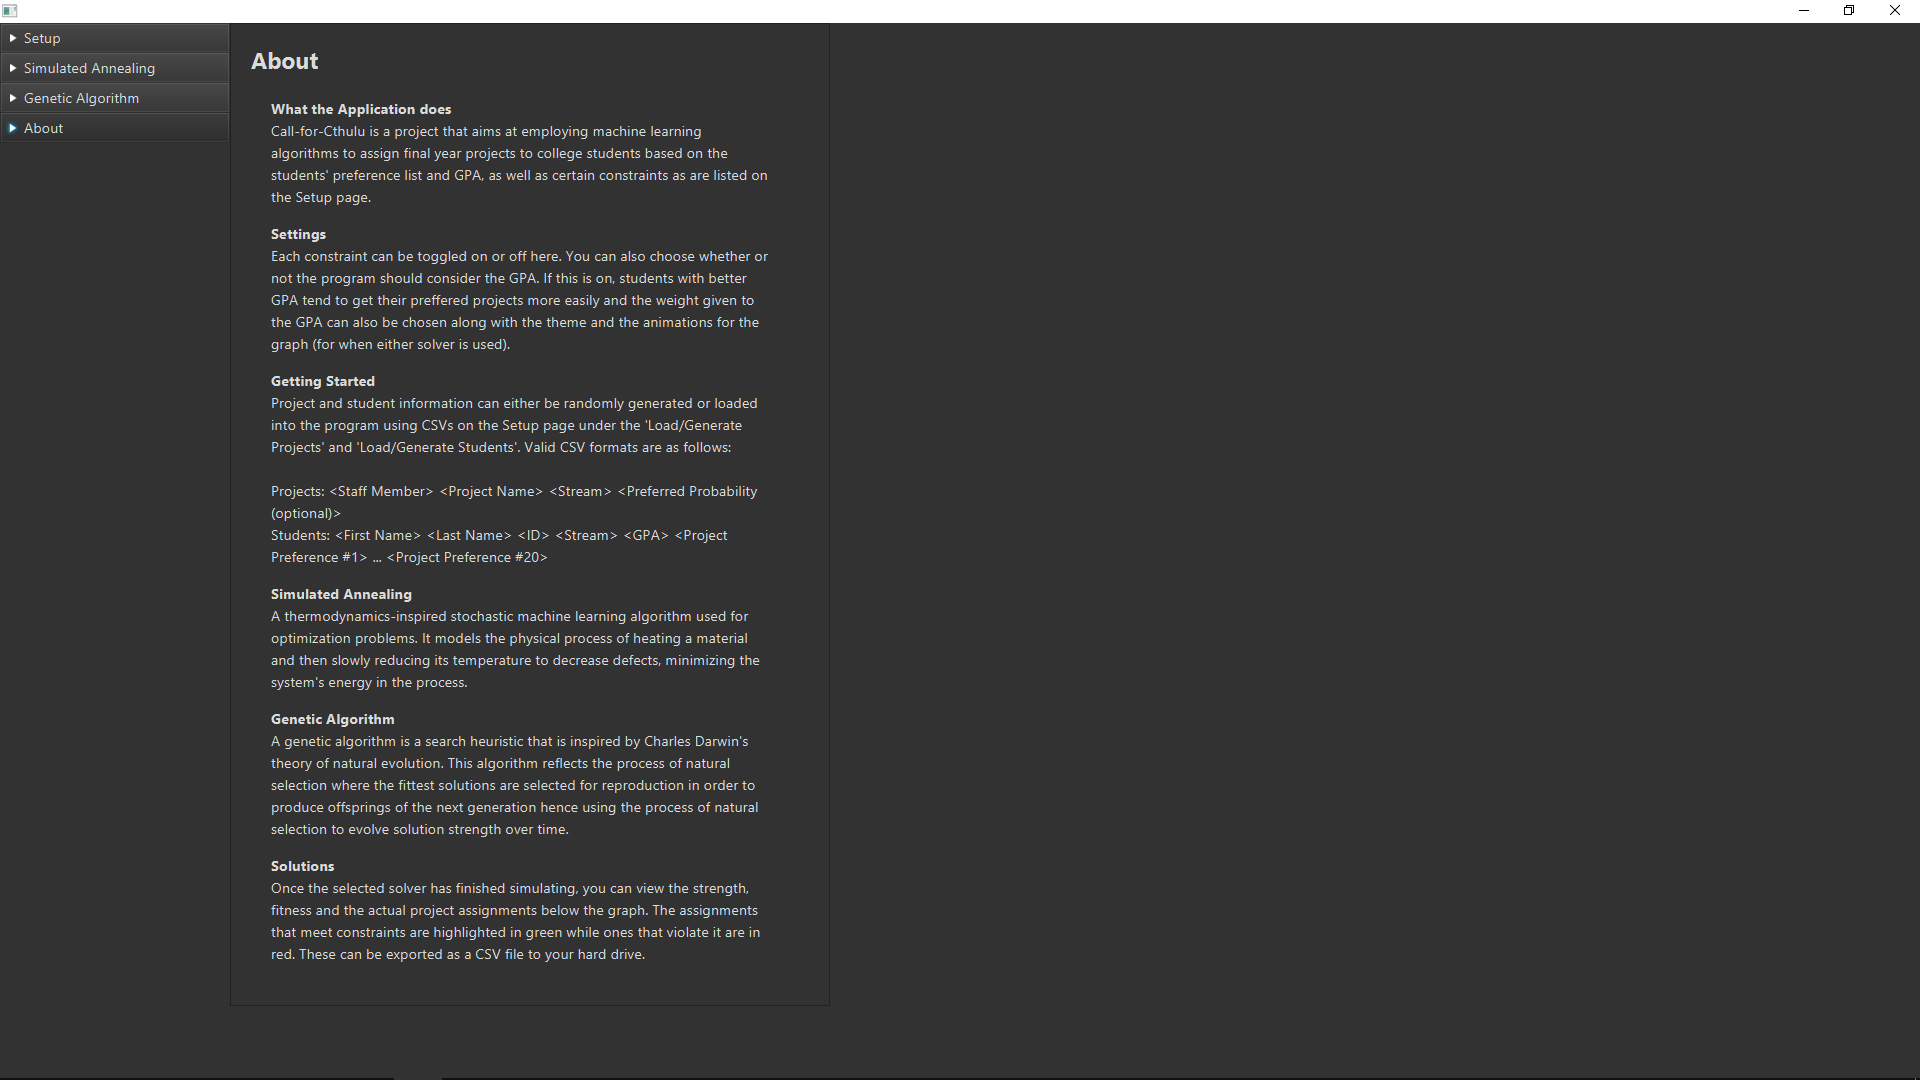 Setup
Simulated Annealing
Genetic Algorithm
About
About
What the Application does
Call-for-Cthulu is a project that aims at employing machine learning
algorithms to assign final year projects to college students based on the
students' preference list and GPA, as well as certain constraints as are listed on
the Setup page.
Settings
Each constraint can be toggled on or off here. You can also choose whether or
not the program should consider the GPA. If this is on, students with better
GPA tend to get their preffered projects more easily and the weight given to
the GPA can also be chosen along with the theme and the animations for the
graph (for when either solver is used).
Getting Started
Project and student information can either be randomly generated or loaded
into the program using CSVs on the Setup page under the 'Load/Generate
Projects' and 'Load/Generate Students'. Valid CSV formats are as follows:
Projects: <Staff Member> <Project Name> <Stream> <Preferred Probability
(optional)>
Students: <First Name> <Last Name> <ID> <Stream> <GPA> <Project
Preference #1> ... <Project Preference #20>
Simulated Annealing
A thermodynamics-inspired stochastic machine learning algorithm used for
optimization problems. It models the physical process of heating a material
and then slowly reducing its temperature to decrease defects, minimizing the
system's energy in the process.
Genetic Algorithm
A genetic algorithm is a search heuristic that is inspired by Charles Darwin's
theory of natural evolution. This algorithm reflects the process of natural
selection where the fittest solutions are selected for reproduction in order to
produce offsprings of the next generation hence using the process of natural
selection to evolve solution strength over time.
Solutions
Once the selected solver has finished simulating, you can view the strength,
fitness and the actual project assignments below the graph. The assignments
that meet constraints are highlighted in green while ones that violate it are in
red. These can be exported as a CSV file to your hard drive.